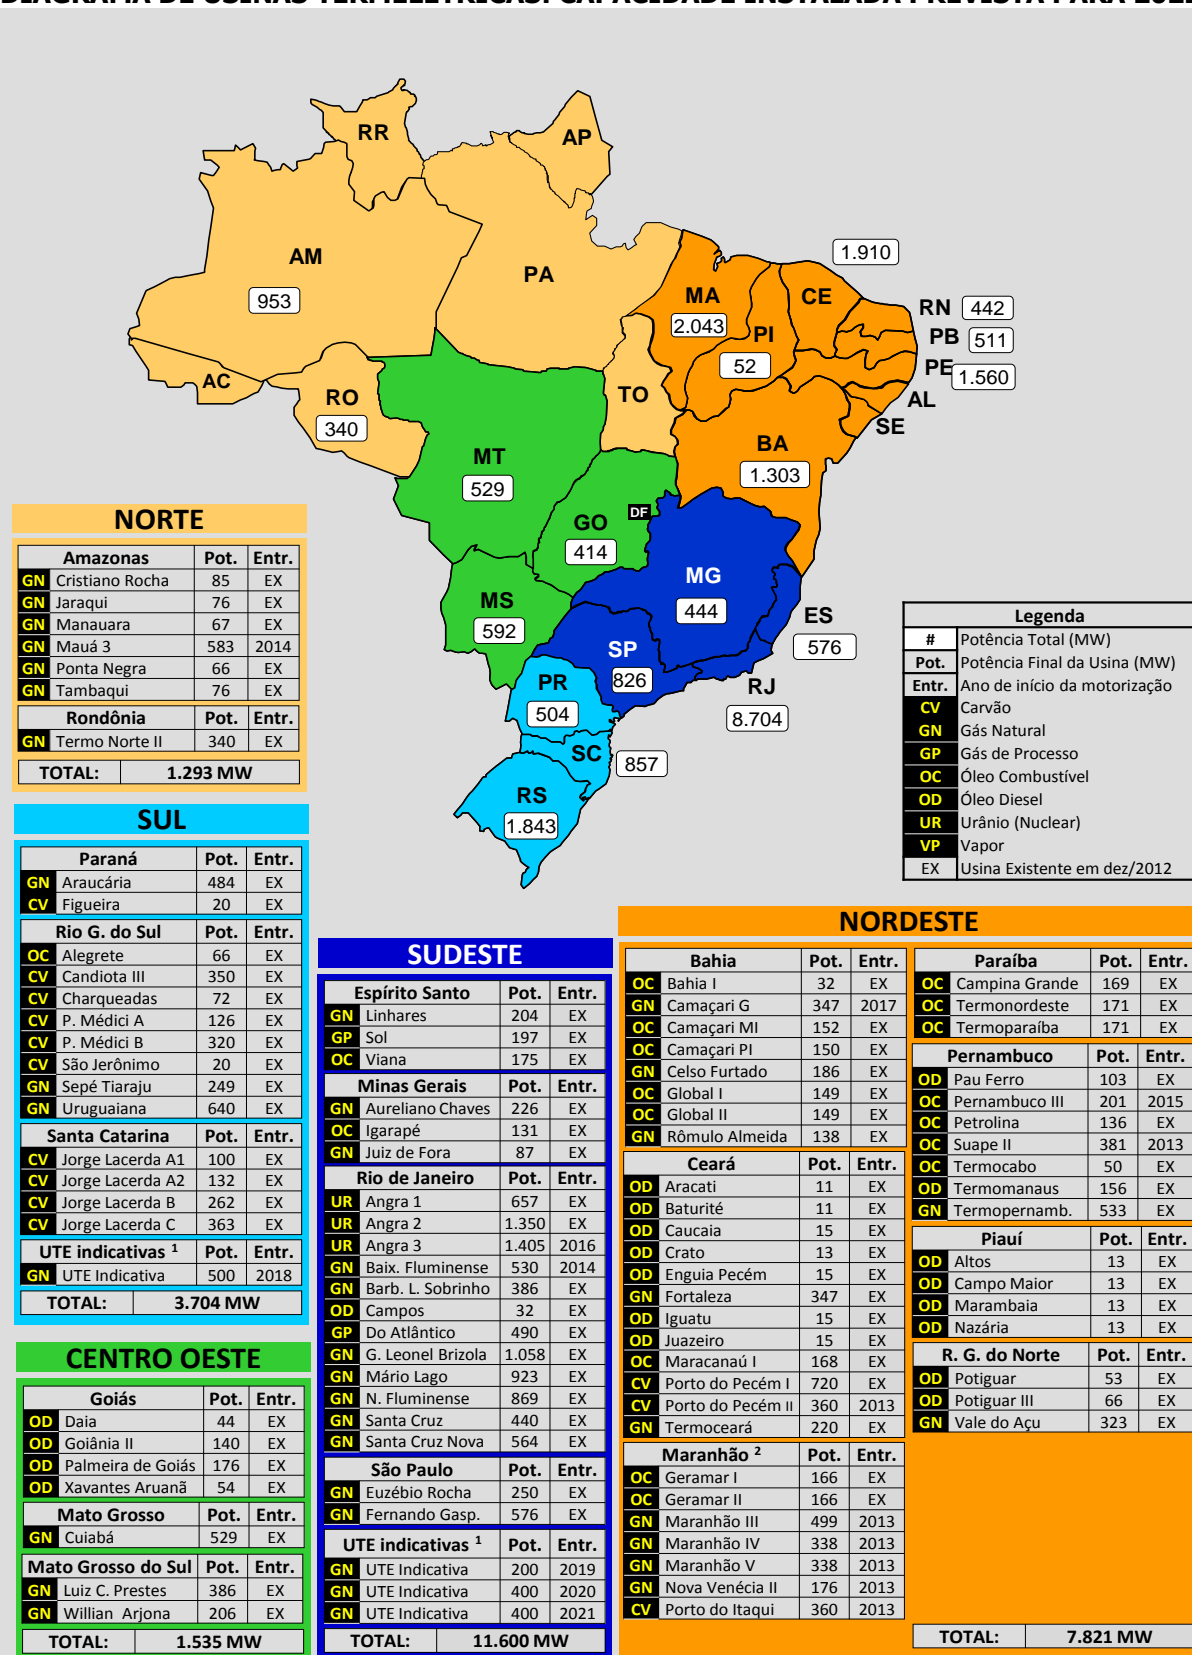 DIAGRAMA DE USINAS TERMELÉTRICAS: CAPACIDADE INSTALADA PREVISTA PARA 2022
RR
AP
AM
953
PA
1.910
MA
2.043
CE
PI
52
RN 442
PB 511
PE 1.560
AL
SE
AC
RO
340
TO
MT
529
BA
1.303
GO
414
DF
MG
444
MS
592
ES
576
SP
826
RJ
8.704
PR
504
SC
857
RS
1.843
NORTE
Amazonas Pot. Entr.
GN Cristiano Rocha 85 EX
GN Jaraqui 76 EX
GN Manauara 67 EX
GN Mauá 3 583 2014
GN Ponta Negra 66 EX
GN Tambaqui 76 EX
Rondônia Pot. Entr.
GN Termo Norte II 340 EX
TOTAL: 1.293 MW
Legenda
# Potência Total (MW)
Pot. Potência Final da Usina (MW)
Entr. Ano de início da motorização
CV Carvão
GN Gás Natural
GP Gás de Processo
OC Óleo Combustível
OD Óleo Diesel
UR Urânio (Nuclear)
VP Vapor
EX Usina Existente em dez/2012
SUL
Paraná Pot. Entr.
GN Araucária 484 EX
CV Figueira 20 EX
Rio G. do Sul Pot. Entr.
OC Alegrete 66 EX
CV Candiota III 350 EX
CV Charqueadas 72 EX
CV P. Médici A 126 EX
CV P. Médici B 320 EX
CV São Jerônimo 20 EX
GN Sepé Tiaraju 249 EX
GN Uruguaiana 640 EX
Santa Catarina Pot. Entr.
CV Jorge Lacerda A1 100 EX
CV Jorge Lacerda A2 132 EX
CV Jorge Lacerda B 262 EX
CV Jorge Lacerda C 363 EX
UTE indicativas ¹ Pot. Entr.
GN UTE Indicativa 500 2018
TOTAL: 3.704 MW
CENTRO OESTE
Goiás Pot. Entr.
OD Daia 44 EX
OD Goiânia II 140 EX
OD Palmeira de Goiás 176 EX
OD Xavantes Aruanã 54 EX
Mato Grosso Pot. Entr.
GN Cuiabá 529 EX
Mato Grosso do Sul Pot. Entr.
GN Luiz C. Prestes 386 EX
GN Willian Arjona 206 EX
TOTAL: 1.535 MW
SUDESTE
Espírito Santo Pot. Entr.
GN Linhares 204 EX
GP Sol 197 EX
OC Viana 175 EX
Minas Gerais Pot. Entr.
GN Aureliano Chaves 226 EX
OC Igarapé 131 EX
GN Juiz de Fora 87 EX
Rio de Janeiro Pot. Entr.
UR Angra 1 657 EX
UR Angra 2 1.350 EX
UR Angra 3 1.405 2016
GN Baix. Fluminense 530 2014
GN Barb. L. Sobrinho 386 EX
OD Campos 32 EX
GP Do Atlântico 490 EX
GN G. Leonel Brizola 1.058 EX
GN Mário Lago 923 EX
GN N. Fluminense 869 EX
GN Santa Cruz 440 EX
GN Santa Cruz Nova 564 EX
São Paulo Pot. Entr.
GN Euzébio Rocha 250 EX
GN Fernando Gasp. 576 EX
UTE indicativas ¹ Pot. Entr.
GN UTE Indicativa 200 2019
GN UTE Indicativa 400 2020
GN UTE Indicativa 400 2021
TOTAL: 11.600 MW
NORDESTE
Bahia Pot. Entr.
OC Bahia I 32 EX
GN Camaçari G 347 2017
OC Camaçari MI 152 EX
OC Camaçari PI 150 EX
GN Celso Furtado 186 EX
OC Global I 149 EX
OC Global II 149 EX
GN Rômulo Almeida 138 EX
Ceará Pot. Entr.
OD Aracati 11 EX
OD Baturité 11 EX
OD Caucaia 15 EX
OD Crato 13 EX
OD Enguia Pecém 15 EX
GN Fortaleza 347 EX
OD Iguatu 15 EX
OD Juazeiro 15 EX
OC Maracanaú I 168 EX
CV Porto do Pecém I 720 EX
CV Porto do Pecém II 360 2013
GN Termoceará 220 EX
Maranhão ² Pot. Entr.
OC Geramar I 166 EX
OC Geramar II 166 EX
GN Maranhão III 499 2013
GN Maranhão IV 338 2013
GN Maranhão V 338 2013
GN Nova Venécia II 176 2013
CV Porto do Itaqui 360 2013
Paraíba Pot. Entr.
OC Campina Grande 169 EX
OC Termonordeste 171 EX
OC Termoparaíba 171 EX
Pernambuco Pot. Entr.
OD Pau Ferro 103 EX
OC Pernambuco III 201 2015
OC Petrolina 136 EX
OC Suape II 381 2013
OC Termocabo 50 EX
OD Termomanaus 156 EX
GN Termopernamb. 533 EX
Piauí Pot. Entr.
OD Altos 13 EX
OD Campo Maior 13 EX
OD Marambaia 13 EX
OD Nazária 13 EX
R. G. do Norte Pot. Entr.
OD Potiguar 53 EX
OD Potiguar III 66 EX
GN Vale do Açu 323 EX
TOTAL: 7.821 MW